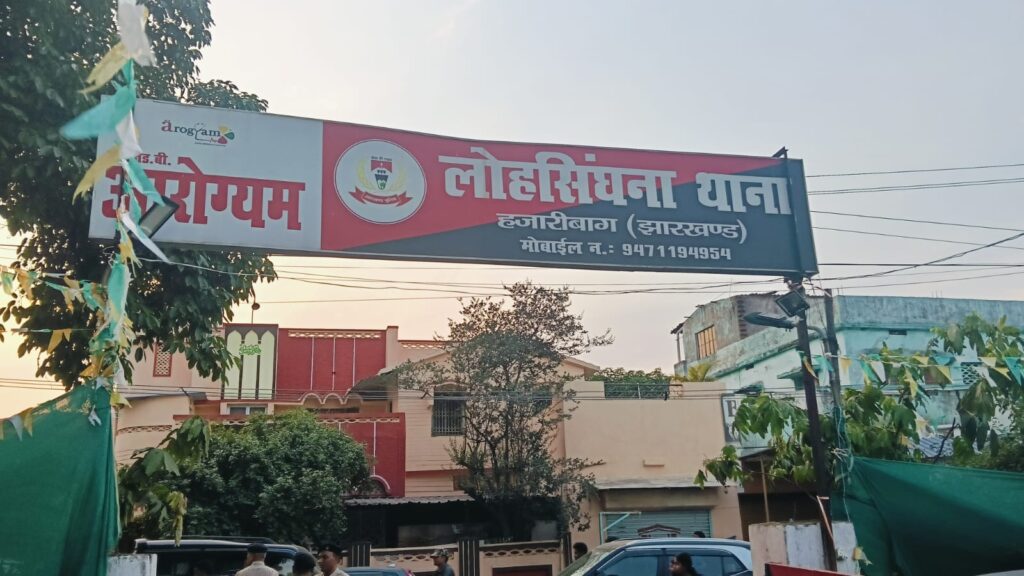 arogyam
आरोग्यम
लोहसिंघना थाना
हजारीबाग (झारखण्ड)
मोबाईल न.: 9471194954